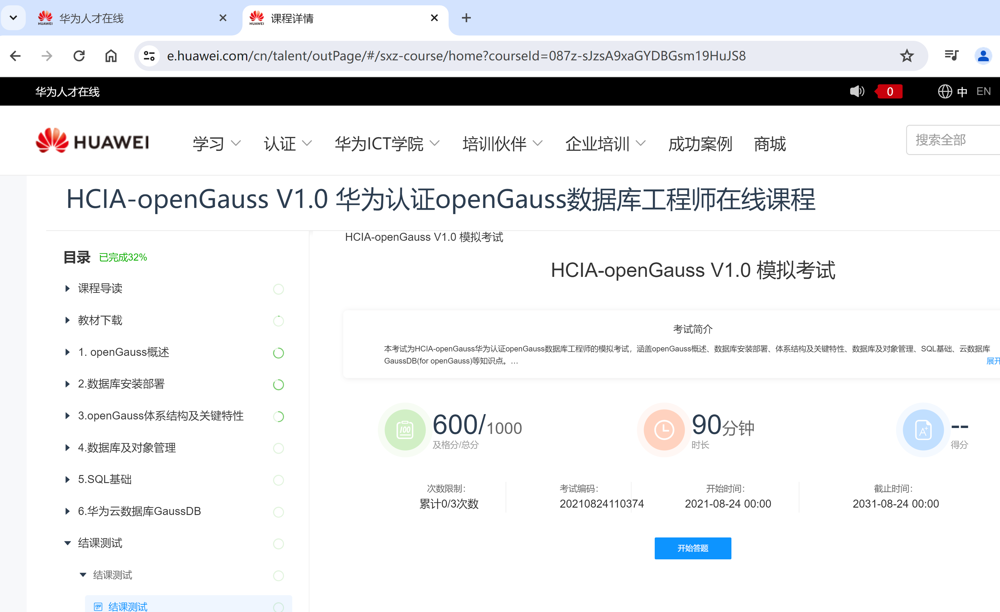 HUAWEI
华为人才在线
HUAWEI
课程详情
e.huawei.com/cn/talent/outPage/#/sxz-course/home?courseId=087z-sJzsA9xaGYDBGsm19HuJS8
华为人才在线
0
中
EN
HUAWEI
学习
认证
华为ICT学院
培训伙伴
企业培训
成功案例
商城
搜索全部
HCIA-openGauss V1.0 华为认证openGauss数据库工程师在线课程
目录 已完成32%
课程导读
教材下载
1. openGauss概述
2.数据库安装部署
3.openGauss体系结构及关键特性
4.数据库及对象管理
5.SQL基础
6.华为云数据库GaussDB
结课测试
结课测试
100
结课测试
HCIA-openGauss V1.0 模拟考试
HCIA-openGauss V1.0 模拟考试
考试简介
本考试为HCIA-openGauss华为认证openGauss数据库工程师的模拟考试，涵盖openGauss概述、数据库安装部署、体系结构及关键特性、数据库及对象管理、SQL基础、云数据库
GaussDB(for openGauss)等知识点。…
展开
100
600/1000
及格分/总分
90分钟
时长
A+
--
得分
次数限制：
累计0/3次数
考试编码：
20210824110374
开始时间：
2021-08-24 00:00
截止时间：
2031-08-24 00:00
开始答题